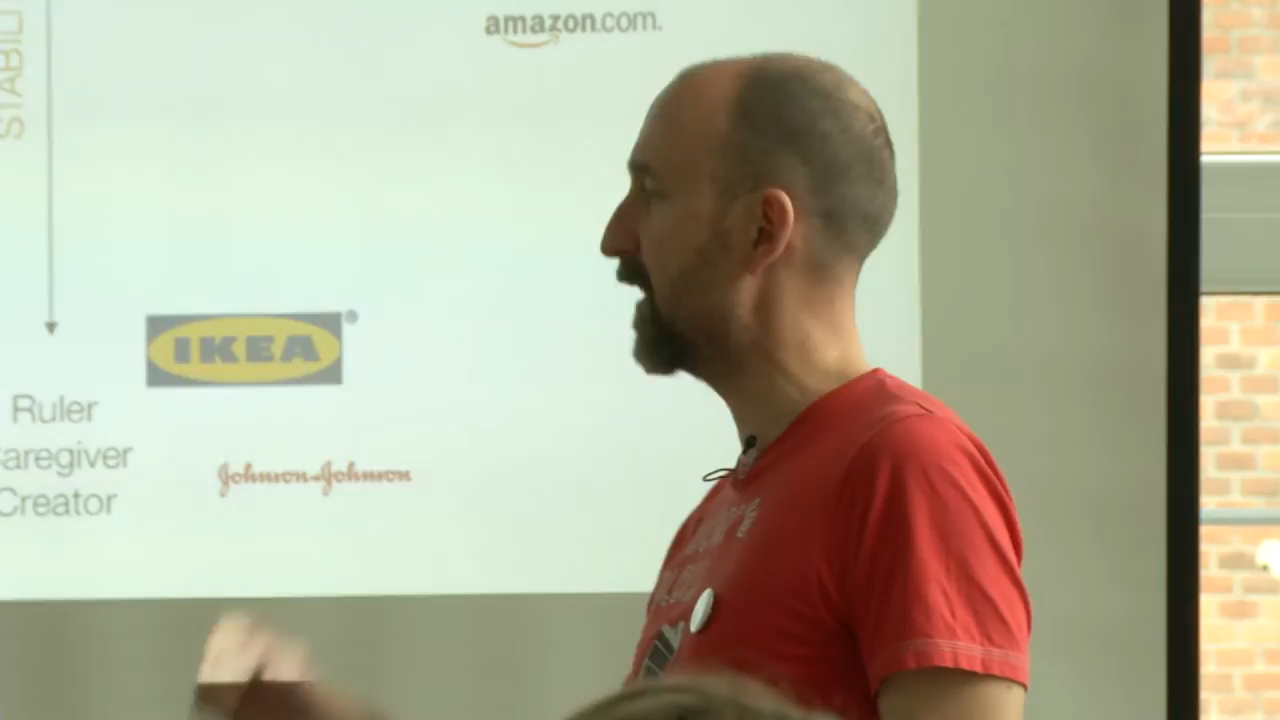 amazon.com.
STABILI
IKEA®
Ruler
aregiver
Creator
Johnson&Johnson